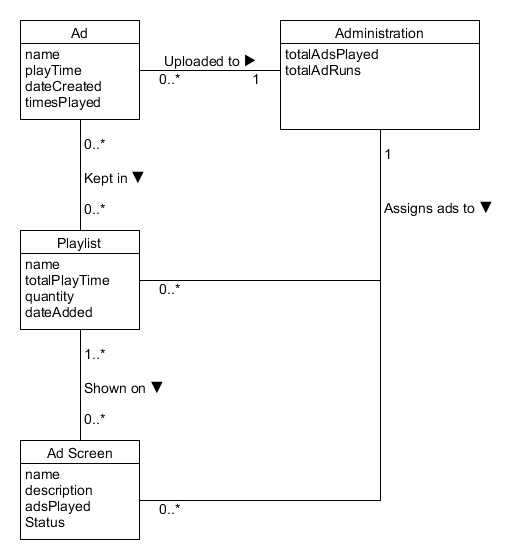 Ad
name
playTime
dateCreated
timesPlayed
Uploaded to ▶
0..*
1
Administration
totalAdsPlayed
totalAdRuns
0..*
Kept in ▼
0..*
1
Assigns ads to ▼
Playlist
name
totalPlayTime
quantity
dateAdded
0..*
1..*
Shown on ▼
0..*
Ad Screen
name
description
adsPlayed
Status
0..*